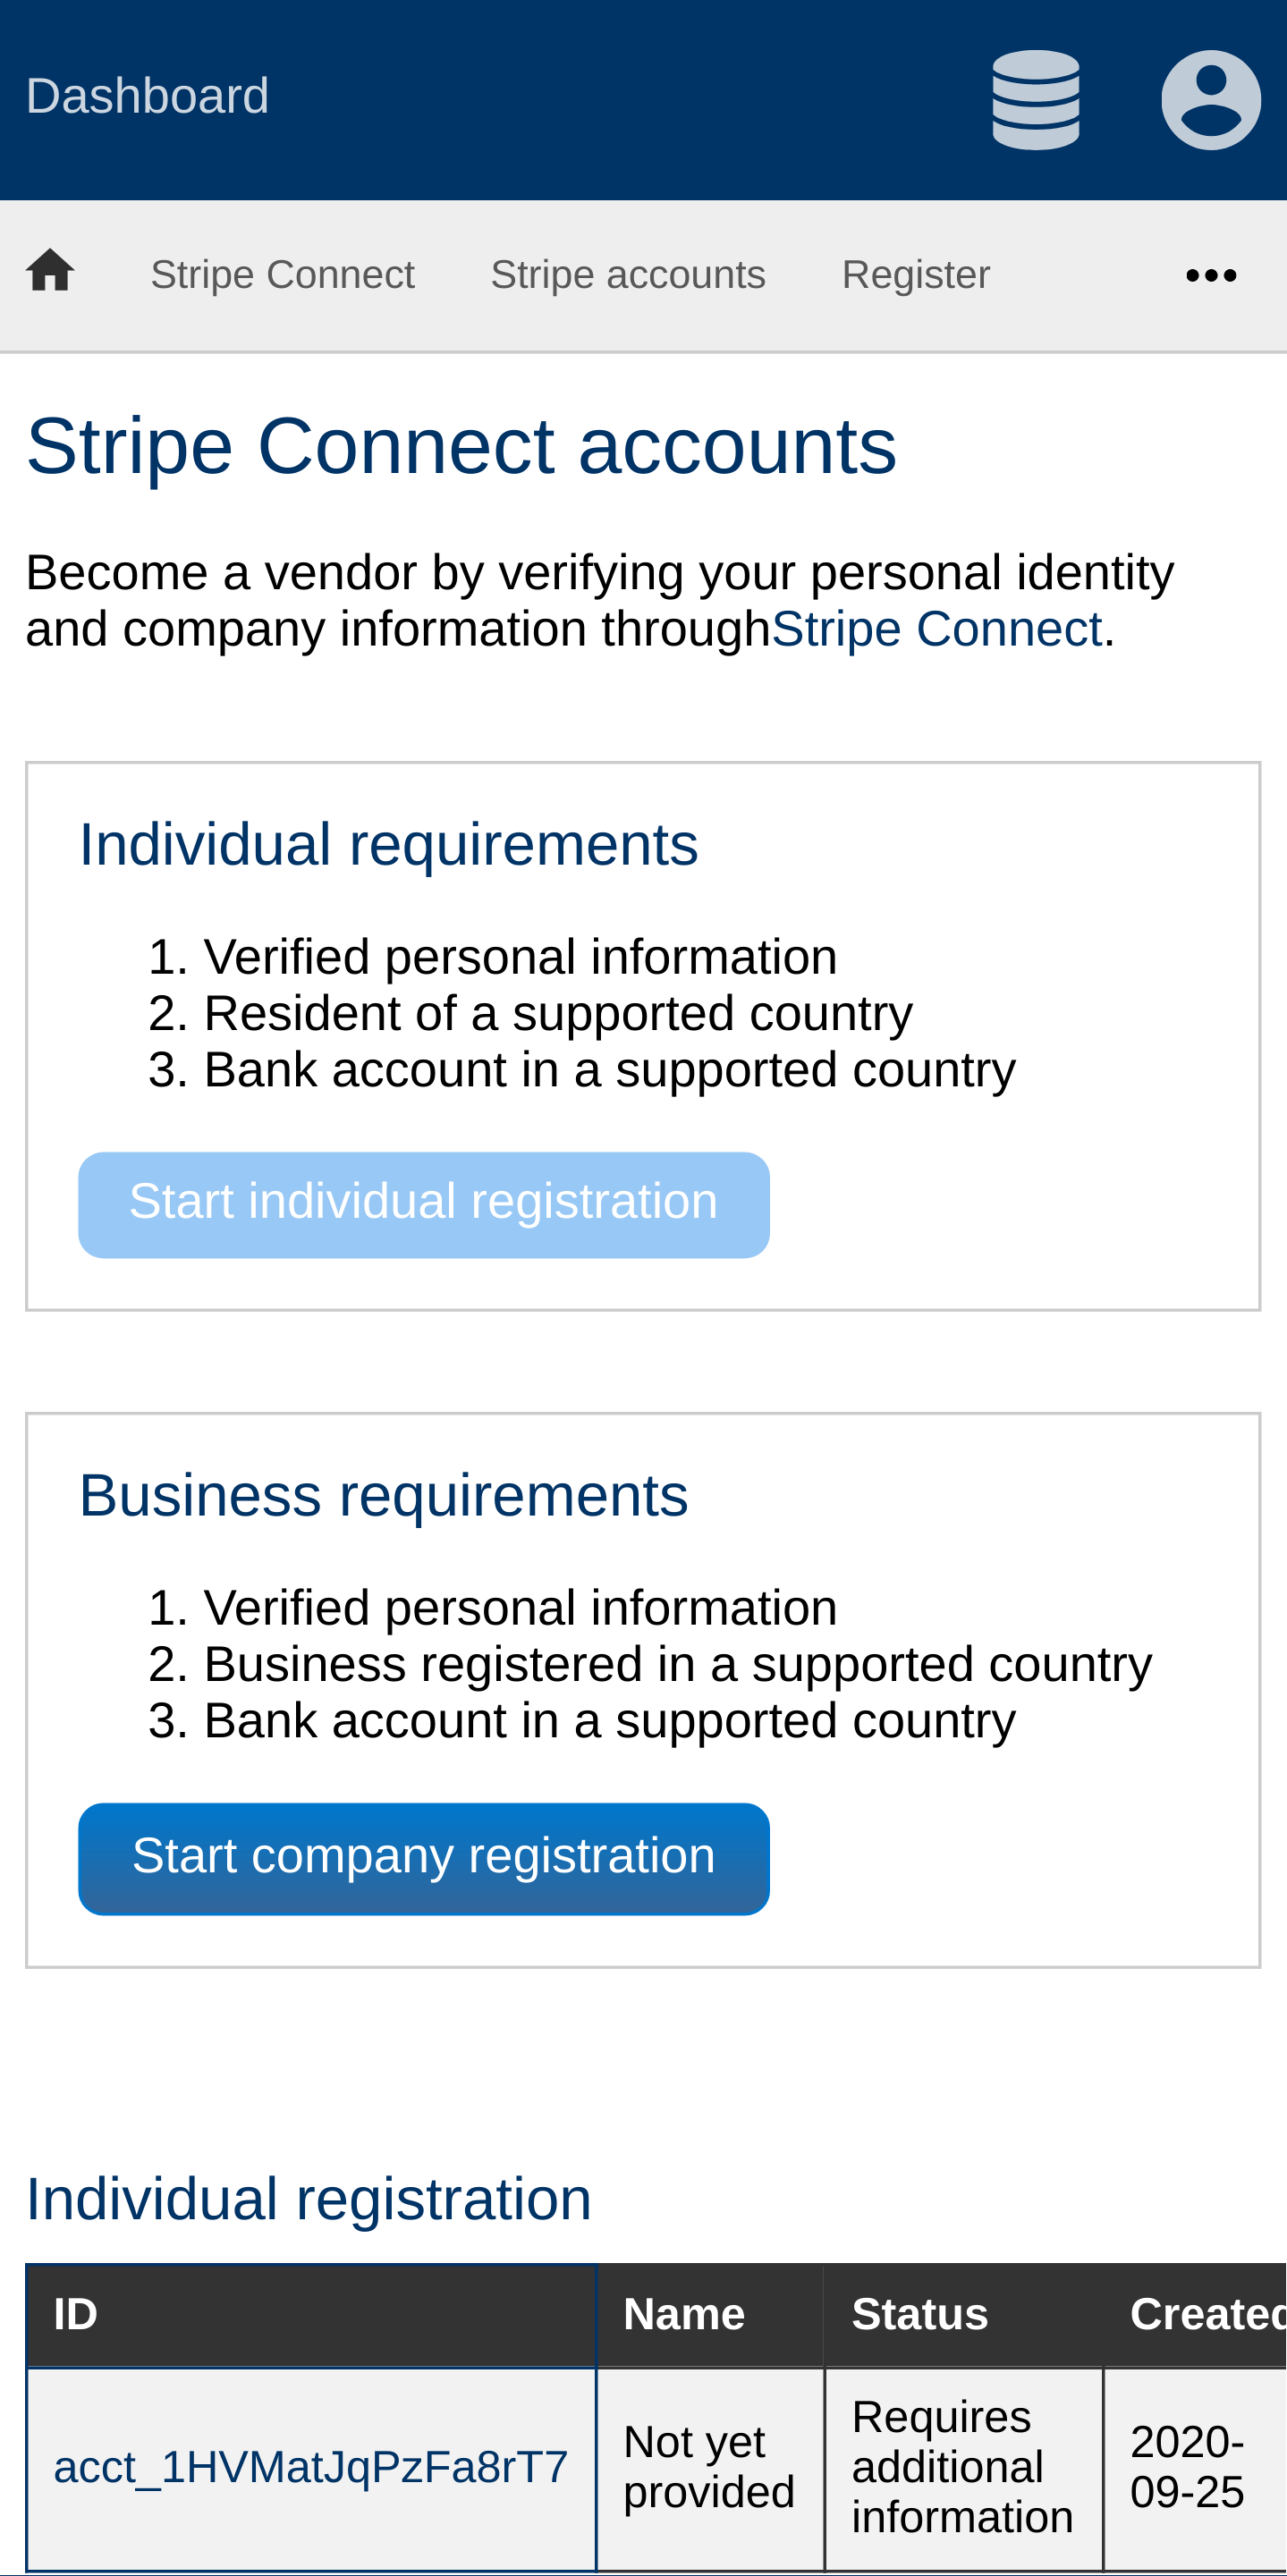 Dashboard
Stripe Connect Stripe accounts Register
Stripe Connect accounts
Become a vendor by verifying your personal identity
and company information throughStripe Connect.
Individual requirements
1. Verified personal information
2. Resident of a supported country
3. Bank account in a supported country
Start individual registration
Business requirements
1. Verified personal information
2. Business registered in a supported country
3. Bank account in a supported country
Start company registration
Individual registration
ID Name Status Created
acct_1HVMatJqPzFa8rT7
Not yet
provided
Requires
additional
information
2020-
09-25